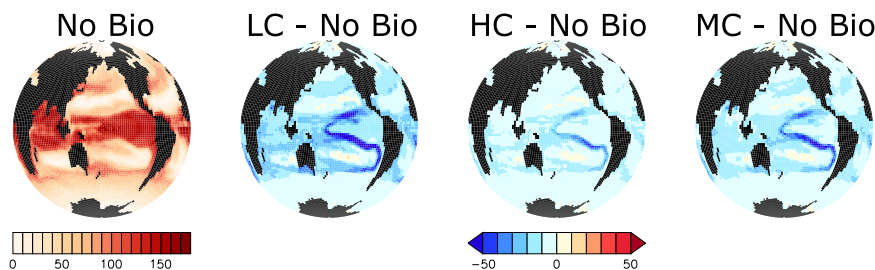 No Bio
LC - No Bio
HC - No Bio
MC - No Bio
0 50 100 150
−50 0 50